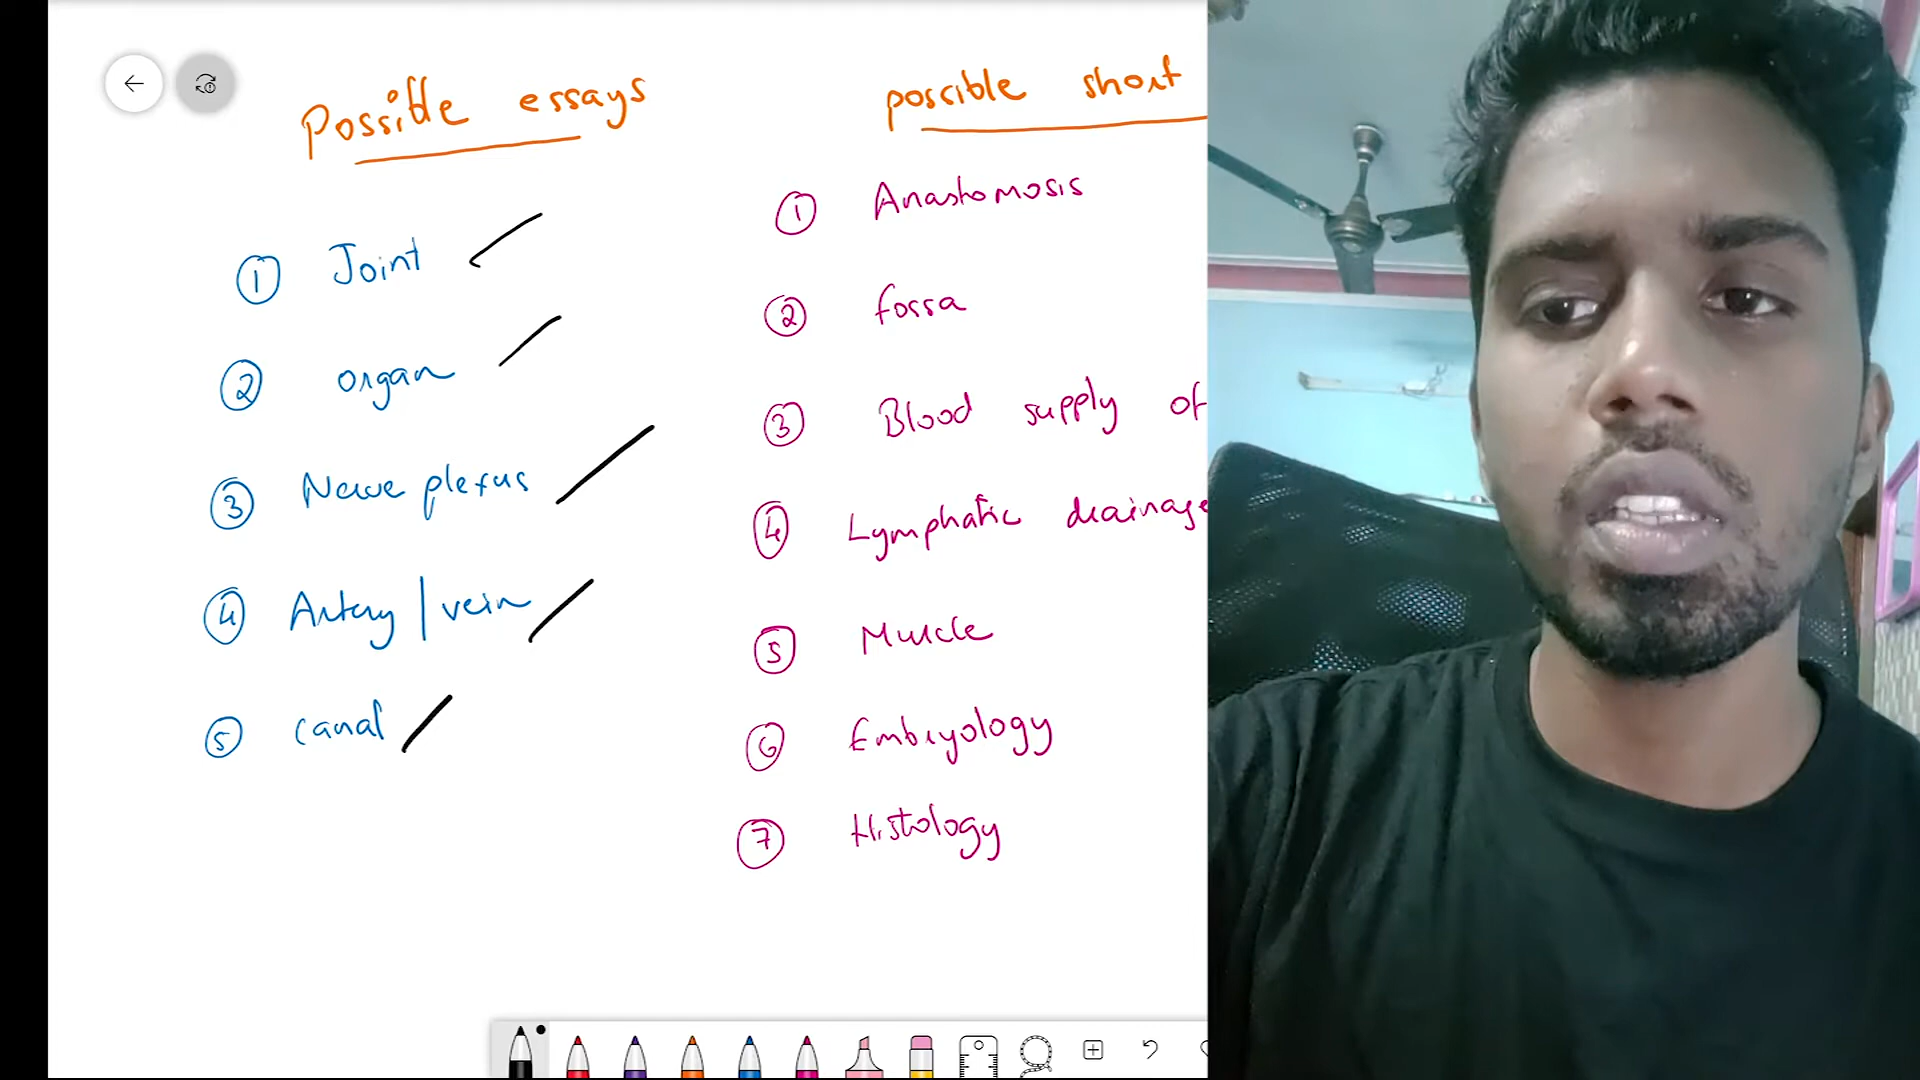 Possible essays
① Joint
② organ
③ Nerve plexus
④ Artery / vein
⑤ canal
possible short
① Anastomosis
② fossa
③ Blood supply of
④ Lymphatic drainage
⑤ Muscle
⑥ Embryology
⑦ Histology